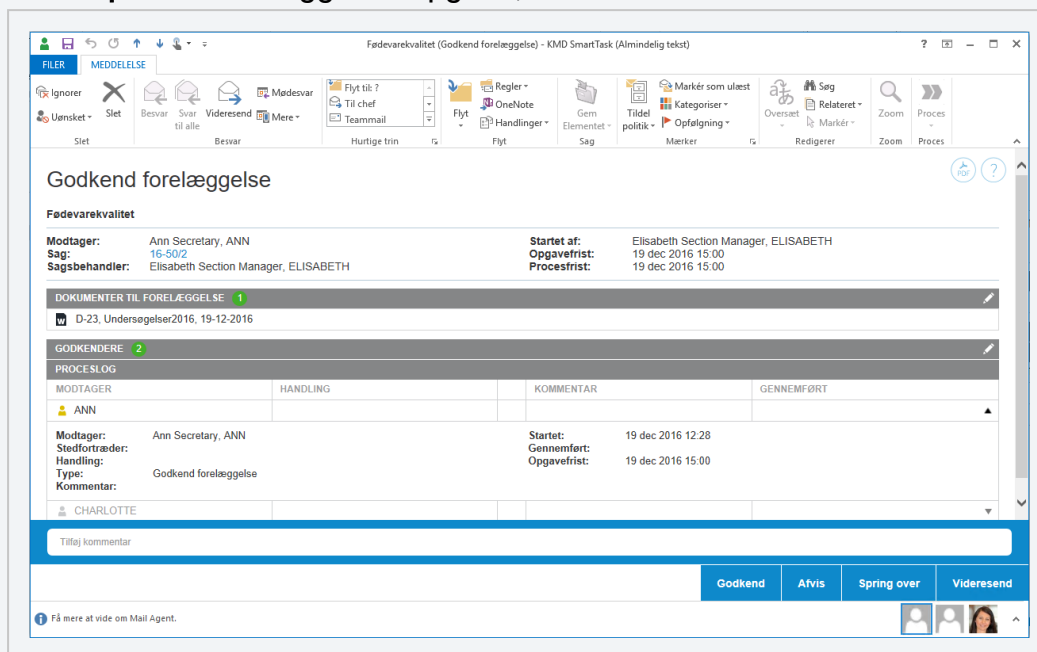 Fødevarekvalitet (Godkend forelæggelse) - KMD SmartTask (Almindelig tekst)
FILER MEDDELELSE
Ignorer
Uønsket
Slet
Besvar
Svar til alle
Videresend
Mødesvar
Mere
Flyt til: ?
Til chef
Teammail
Flyt
Regler
OneNote
Handlinger
Gem Elementet
Tildel politik
Markér som ulæst
Kategoriser
Opfølgning
Oversæt
Søg
Relateret
Markér
Zoom
Proces
Slet Besvar Hurtige trin Flyt Sag Mærker Redigerer Zoom Proces
Godkend forelæggelse
PDF ?
Fødevarekvalitet
Modtager: Ann Secretary, ANN Startet af: Elisabeth Section Manager, ELISABETH
Sag: 16-50/2 Opgavefrist: 19 dec 2016 15:00
Sagsbehandler: Elisabeth Section Manager, ELISABETH Procesfrist: 19 dec 2016 15:00
DOKUMENTER TIL FORELÆGGELSE 1
D-23, Undersøgelser2016, 19-12-2016
GODKENDERE 2
PROCESLOG
MODTAGER HANDLING KOMMENTAR GENNEMFØRT
ANN
Modtager: Ann Secretary, ANN Startet: 19 dec 2016 12:28
Stedfortræder: Gennemført:
Handling: Opgavefrist: 19 dec 2016 15:00
Type: Godkend forelæggelse
Kommentar:
CHARLOTTE
Tilføj kommentar
Godkend Afvis Spring over Videresend
Få mere at vide om Mail Agent.